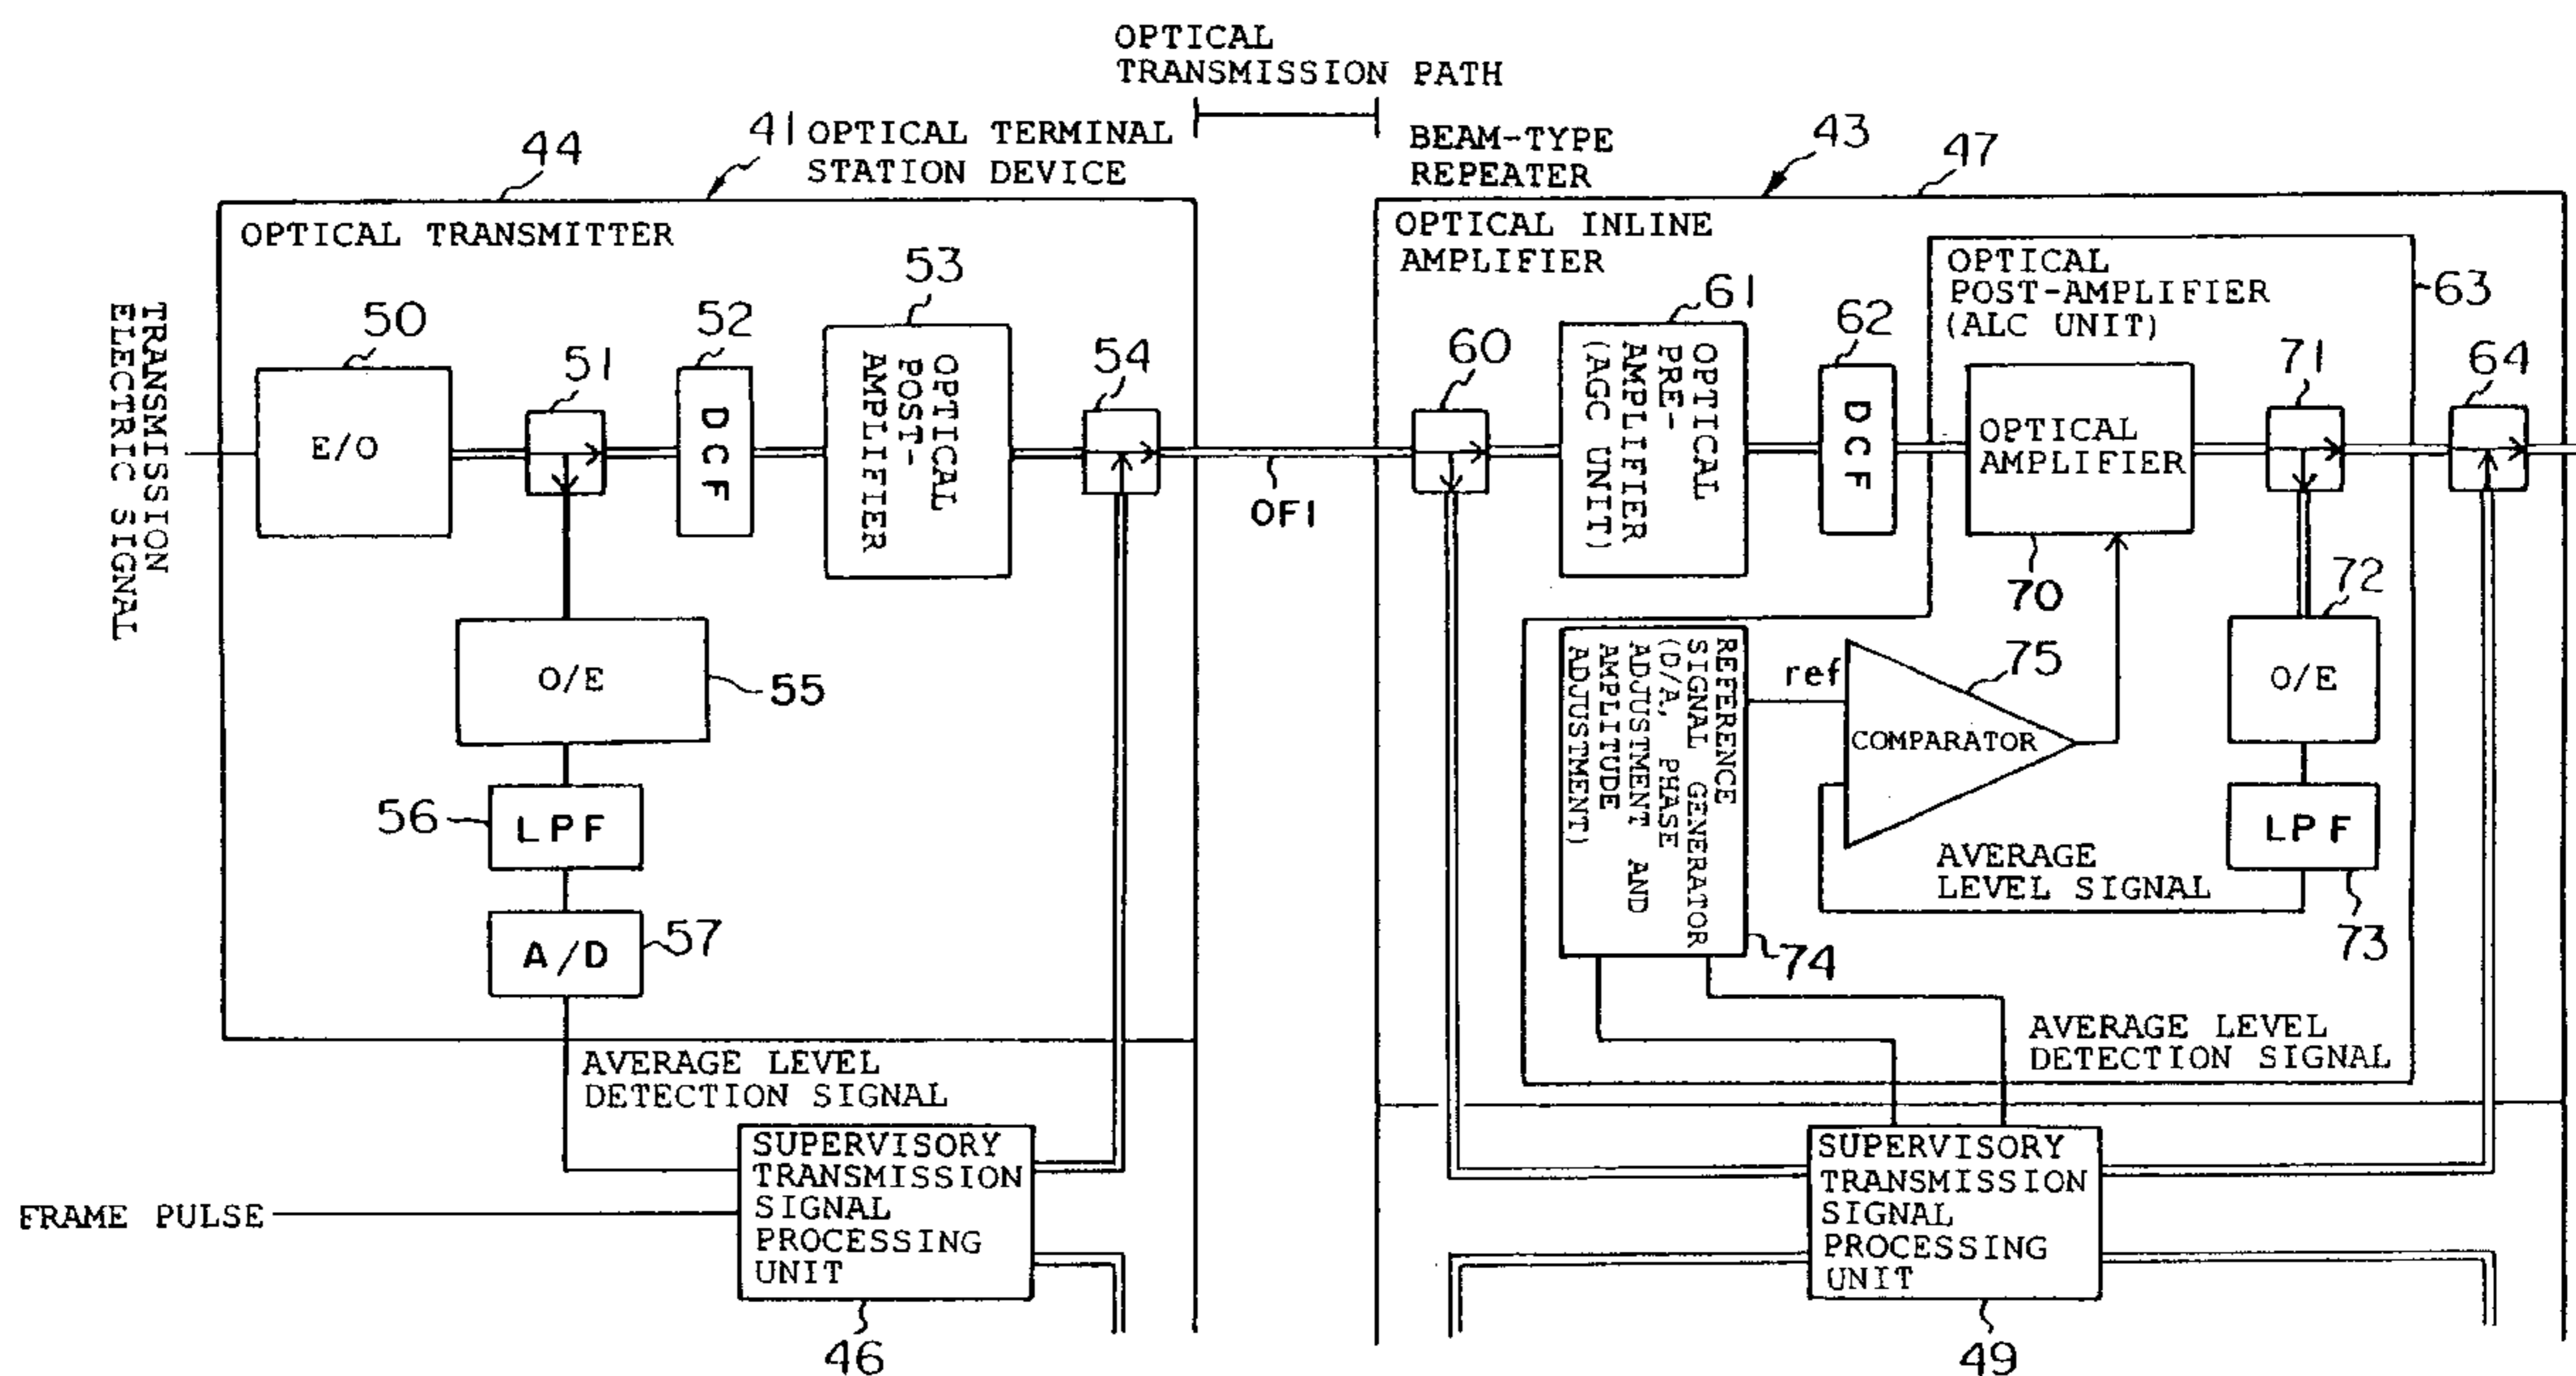 OPTICAL
TRANSMISSION PATH
44
41
OPTICAL TERMINAL
STATION DEVICE
BEAM-TYPE
REPEATER
43
47
OPTICAL TRANSMITTER
OPTICAL INLINE
AMPLIFIER
OPTICAL
POST-AMPLIFIER
(ALC UNIT)
63
TRANSMISSION
ELECTRIC SIGNAL
50
E/O
51
52
DCF
53
OPTICAL
POST-
AMPLIFIER
54
OF1
60
61
OPTICAL
PRE-
AMPLIFIER
(AGC UNIT)
62
DCF
OPTICAL
AMPLIFIER
70
71
64
O/E
55
56
LPF
A/D
57
REFERENCE
SIGNAL GENERATOR
(D/A, PHASE
ADJUSTMENT AND
AMPLITUDE
ADJUSTMENT)
74
ref
COMPARATOR
75
72
O/E
LPF
73
AVERAGE
LEVEL SIGNAL
AVERAGE LEVEL
DETECTION SIGNAL
AVERAGE LEVEL
DETECTION SIGNAL
FRAME PULSE
SUPERVISORY
TRANSMISSION
SIGNAL
PROCESSING
UNIT
46
SUPERVISORY
TRANSMISSION
SIGNAL
PROCESSING
UNIT
49